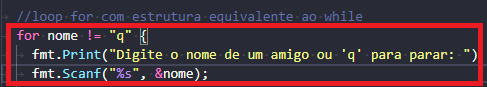 //loop for com estrutura equivalente ao while
for nome != "q" {
fmt.Print("Digite o nome de um amigo ou 'q' para parar: ")
fmt.Scanf("%s", &nome);